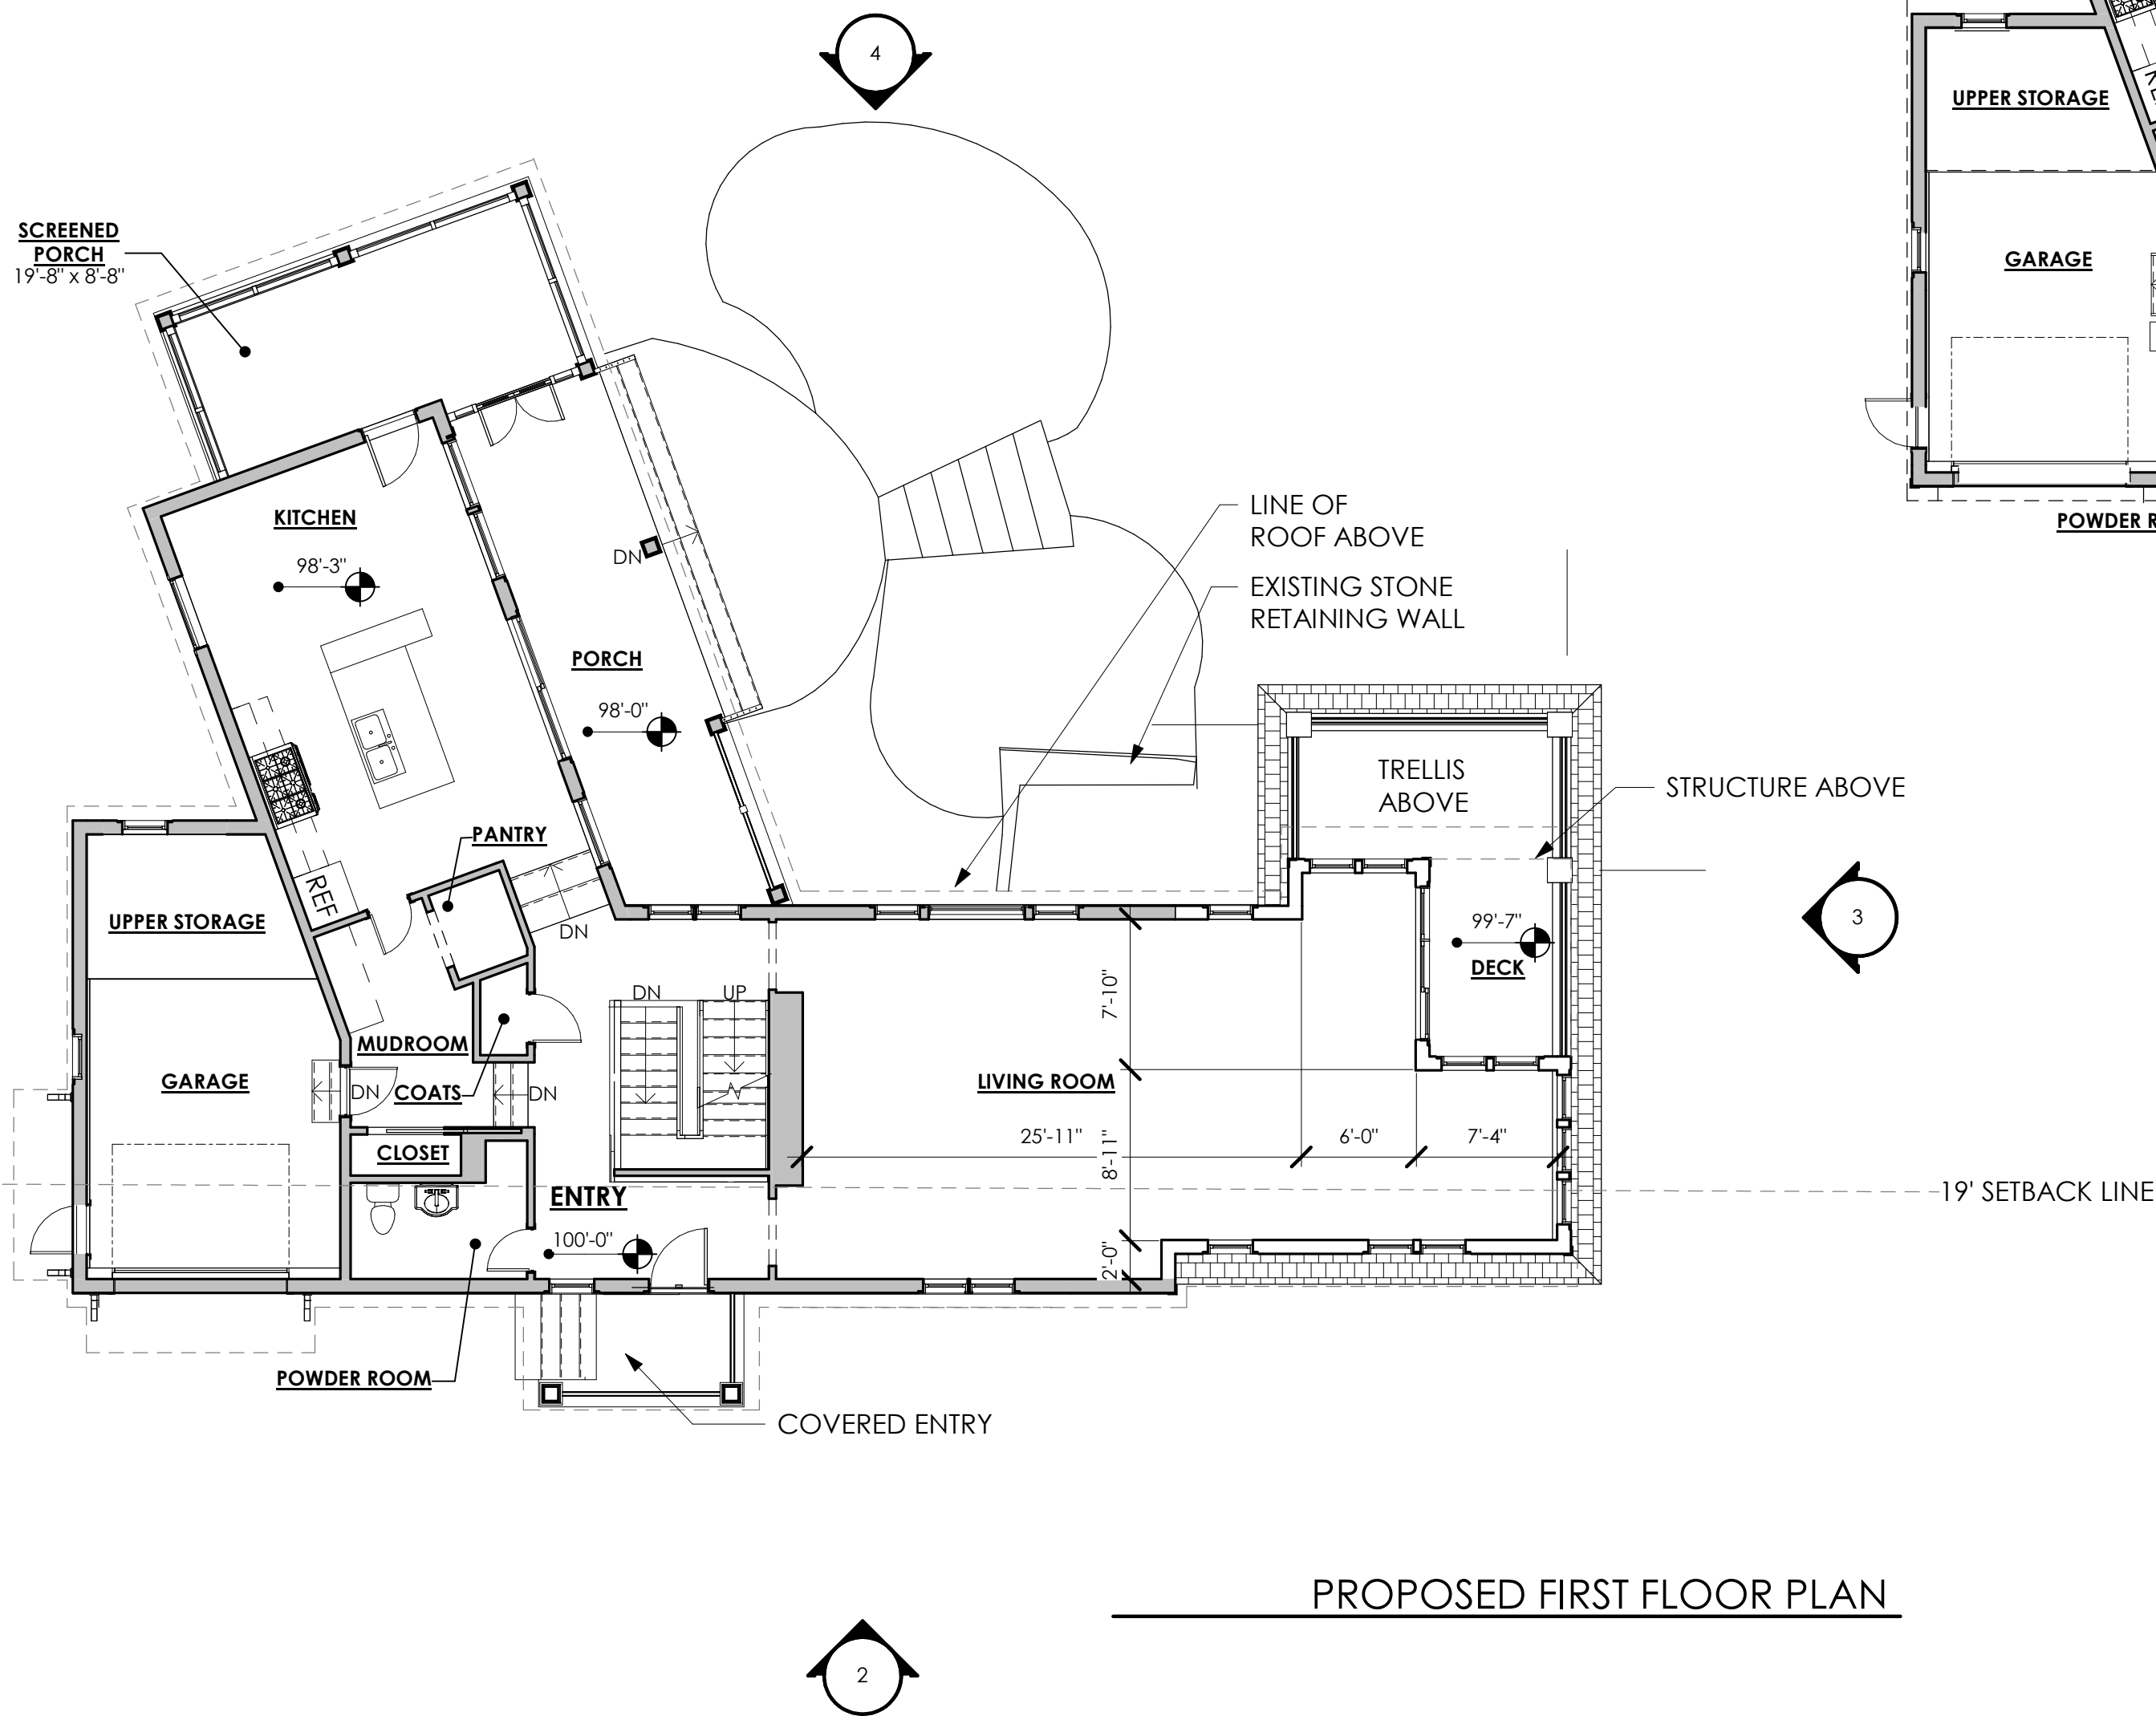 4
UPPER STORAGE
GARAGE
SCREENED
PORCH
19'-8" x 8'-8"
KITCHEN
98'-3"
DN
PORCH
98'-0"
LINE OF
ROOF ABOVE
EXISTING STONE
RETAINING WALL
TRELLIS
ABOVE
STRUCTURE ABOVE
PANTRY
REF
UPPER STORAGE
DN
99'-7"
DECK
3
DN
UP
7'-10"
MUDROOM
GARAGE
DN
COATS
DN
LIVING ROOM
25'-11"
8'-11"
6'-0"
7'-4"
CLOSET
ENTRY
19' SETBACK LINE
100'-0"
2'-0"
POWDER ROOM
COVERED ENTRY
PROPOSED FIRST FLOOR PLAN
2